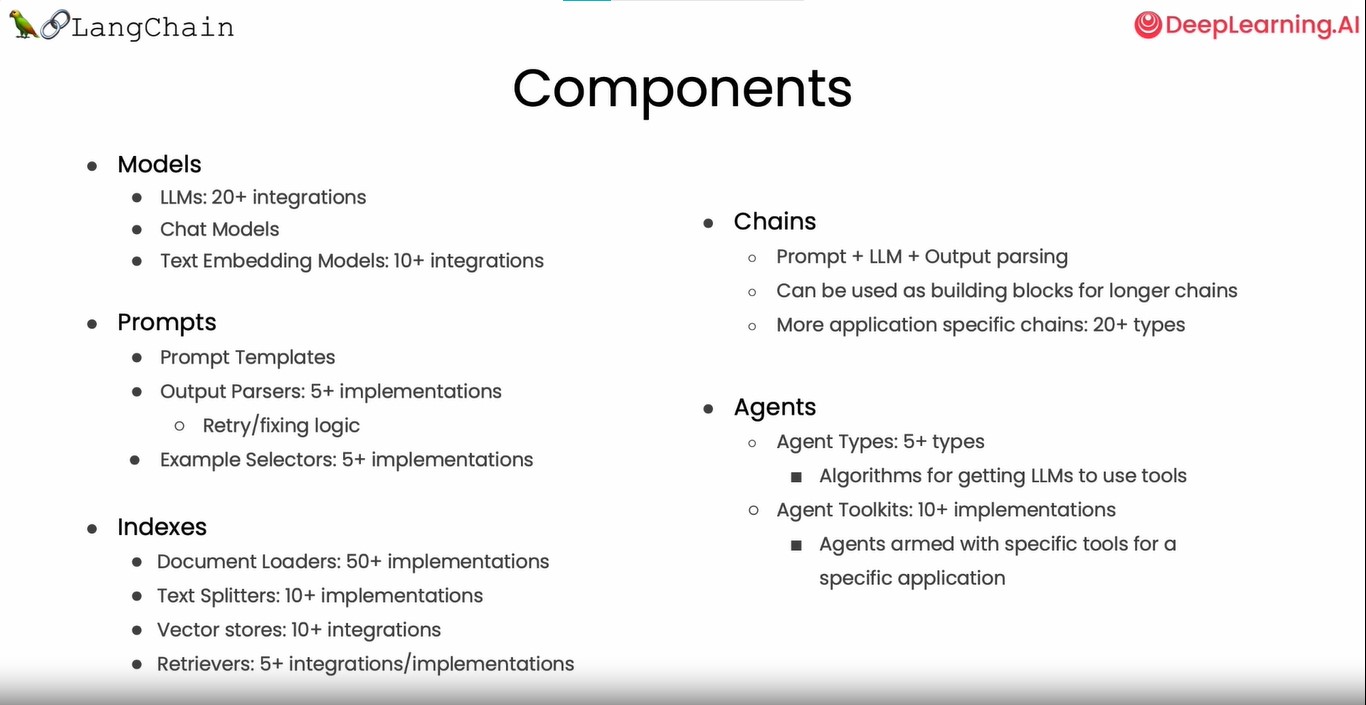 LangChain
DeepLearning.AI
Components
● Models
● LLMs: 20+ integrations
● Chat Models
● Text Embedding Models: 10+ integrations
● Prompts
● Prompt Templates
● Output Parsers: 5+ implementations
○ Retry/fixing logic
● Example Selectors: 5+ implementations
● Indexes
● Document Loaders: 50+ implementations
● Text Splitters: 10+ implementations
● Vector stores: 10+ integrations
● Retrievers: 5+ integrations/implementations
● Chains
○ Prompt + LLM + Output parsing
○ Can be used as building blocks for longer chains
○ More application specific chains: 20+ types
● Agents
○ Agent Types: 5+ types
■ Algorithms for getting LLMs to use tools
○ Agent Toolkits: 10+ implementations
■ Agents armed with specific tools for a
specific application